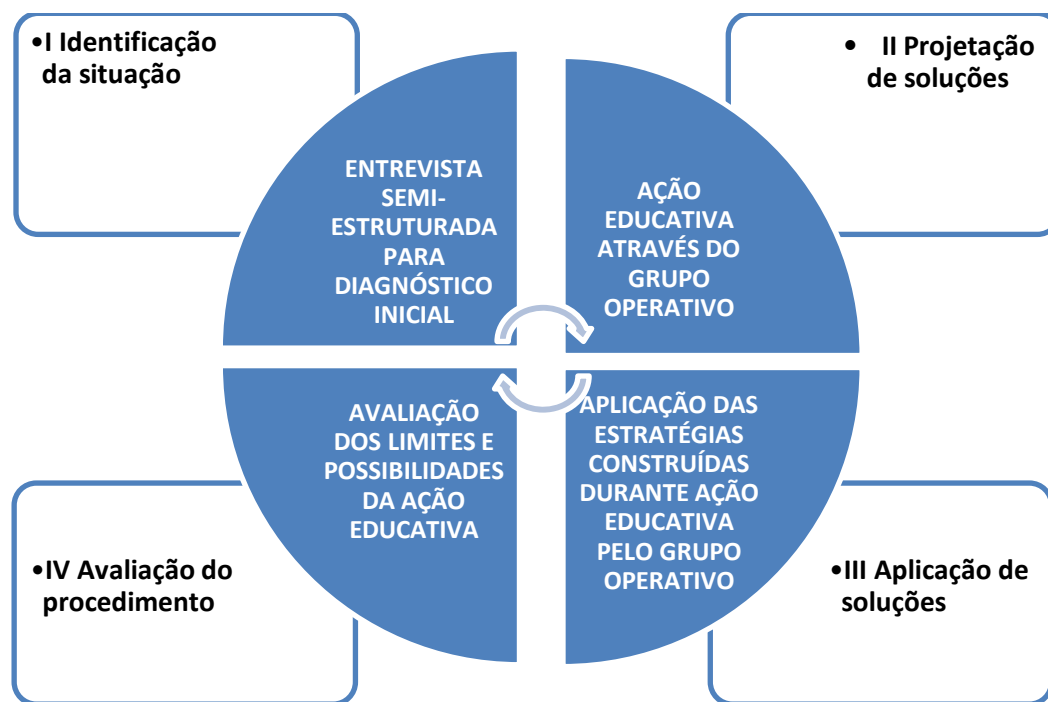 •I Identificação
da situação
• II Projetação
de soluções
ENTREVISTA
SEMI-
ESTRUTURADA
PARA
DIAGNÓSTICO
INICIAL
AÇÃO
EDUCATIVA
ATRAVÉS DO
GRUPO
OPERATIVO
AVALIAÇÃO
DOS LIMITES E
POSSIBILIDADES
DA AÇÃO
EDUCATIVA
APLICAÇÃO DAS
ESTRATÉGIAS
CONSTRUÍDAS
DURANTE AÇÃO
EDUCATIVA
PELO GRUPO
OPERATIVO
•IV Avaliação do
procedimento
•III Aplicação de
soluções